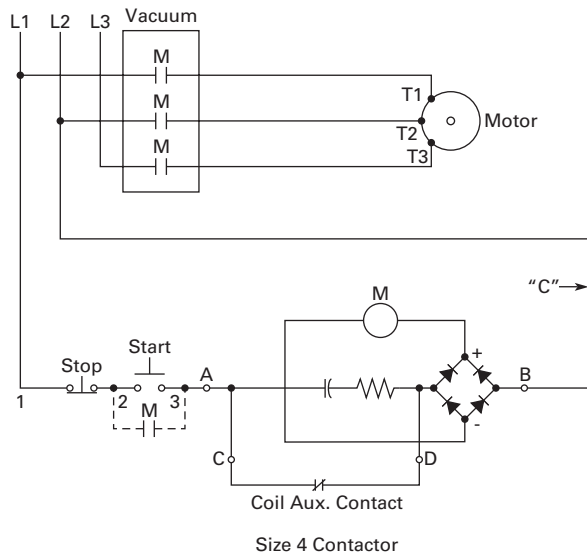 Vacuum
L1 L2 L3
M
M
M
T1
T2
T3
Motor
"C"
M
Start
Stop
A
B
+
-
1
2
3
M
C
D
Coil Aux. Contact
Size 4 Contactor